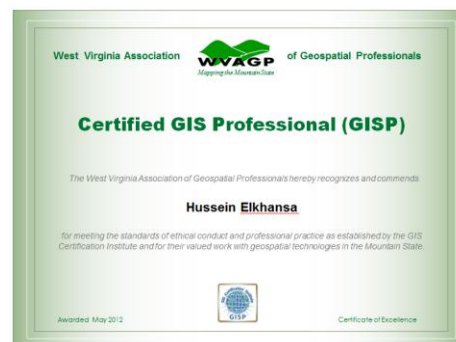 West Virginia Association
WVAGP
Mapping the Mountain State
of Geospatial Professionals
Certified GIS Professional (GISP)
The West Virginia Association of Geospatial Professionals hereby recognizes and commends
Hussein Elkhansa
for meeting the standards of ethical conduct and professional practice as established by the GIS
Certification Institute and for their valued work with geospatial technologies in the Mountain State.
GIS Certification Institute
GISP
Awarded May 2012
Certificate of Excellence